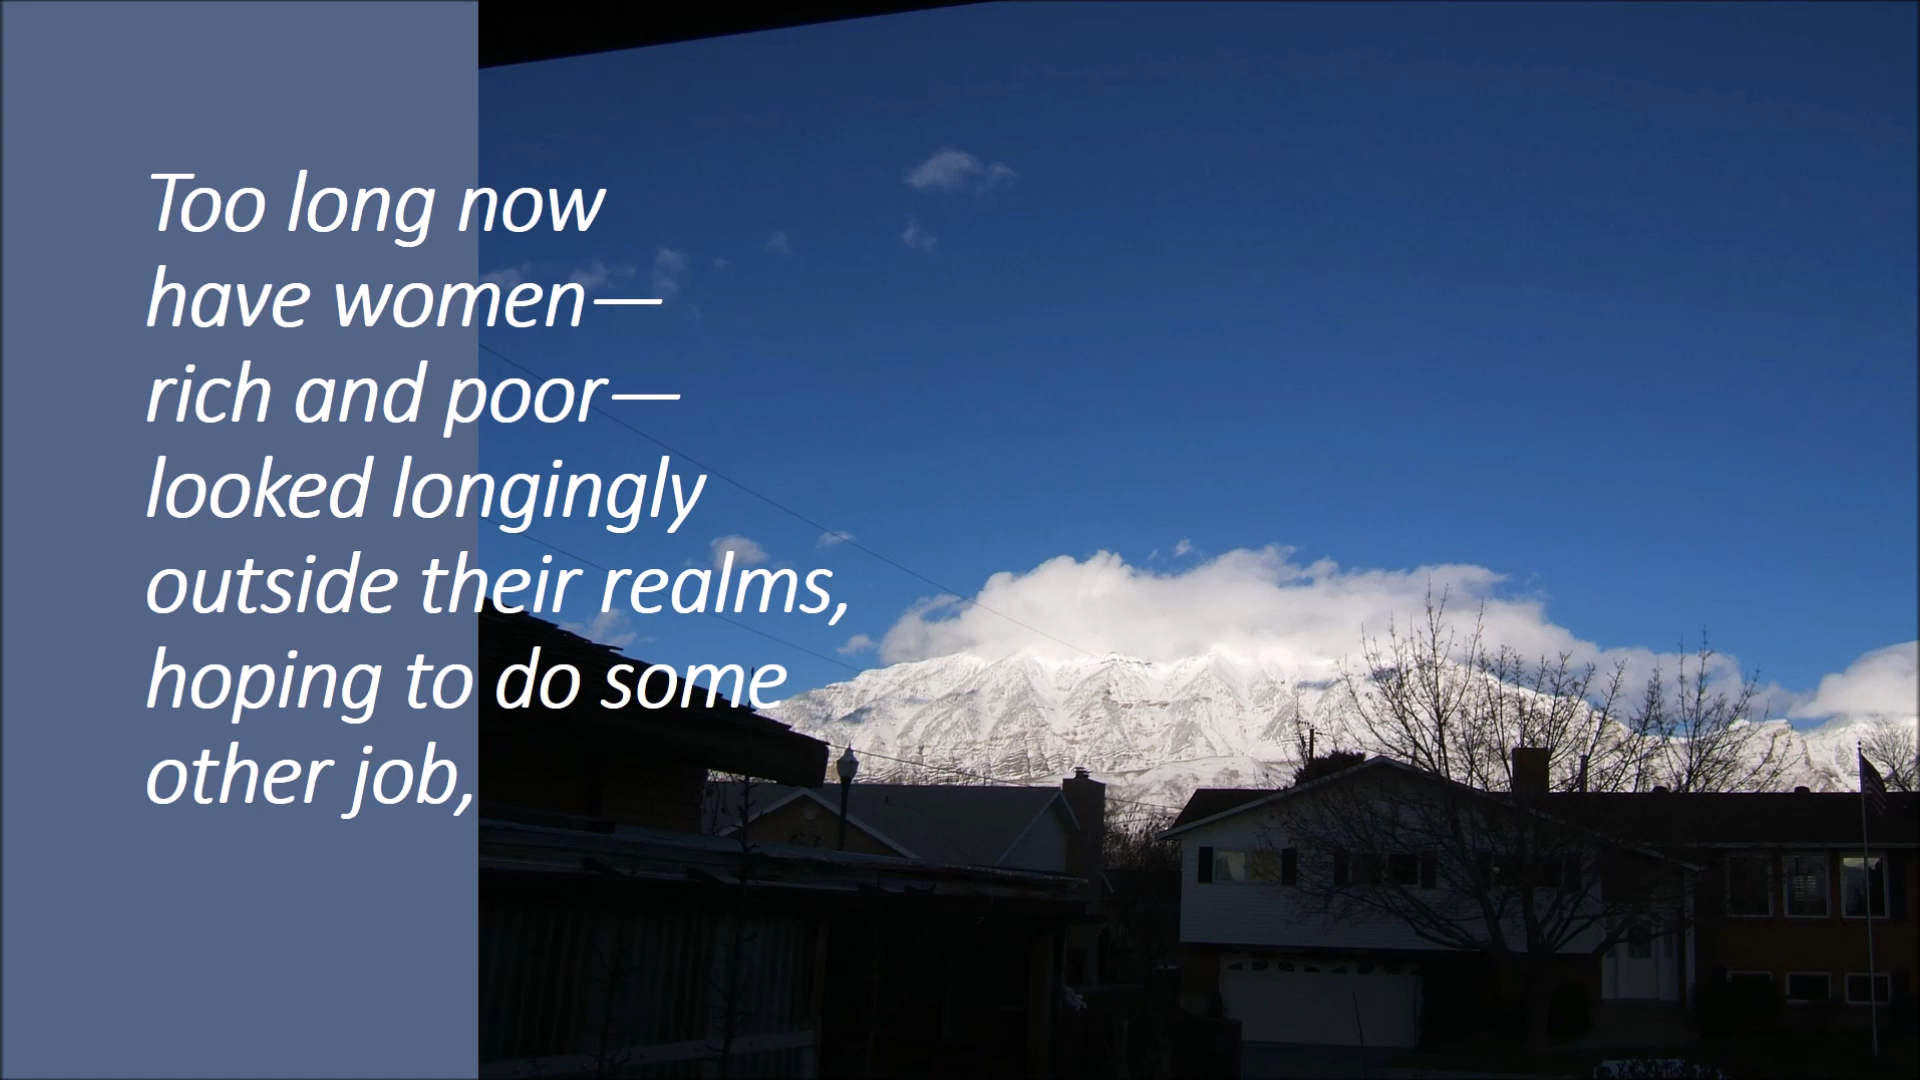 Too long now
have women—
rich and poor—
looked longingly
outside their realms,
hoping to do some
other job,